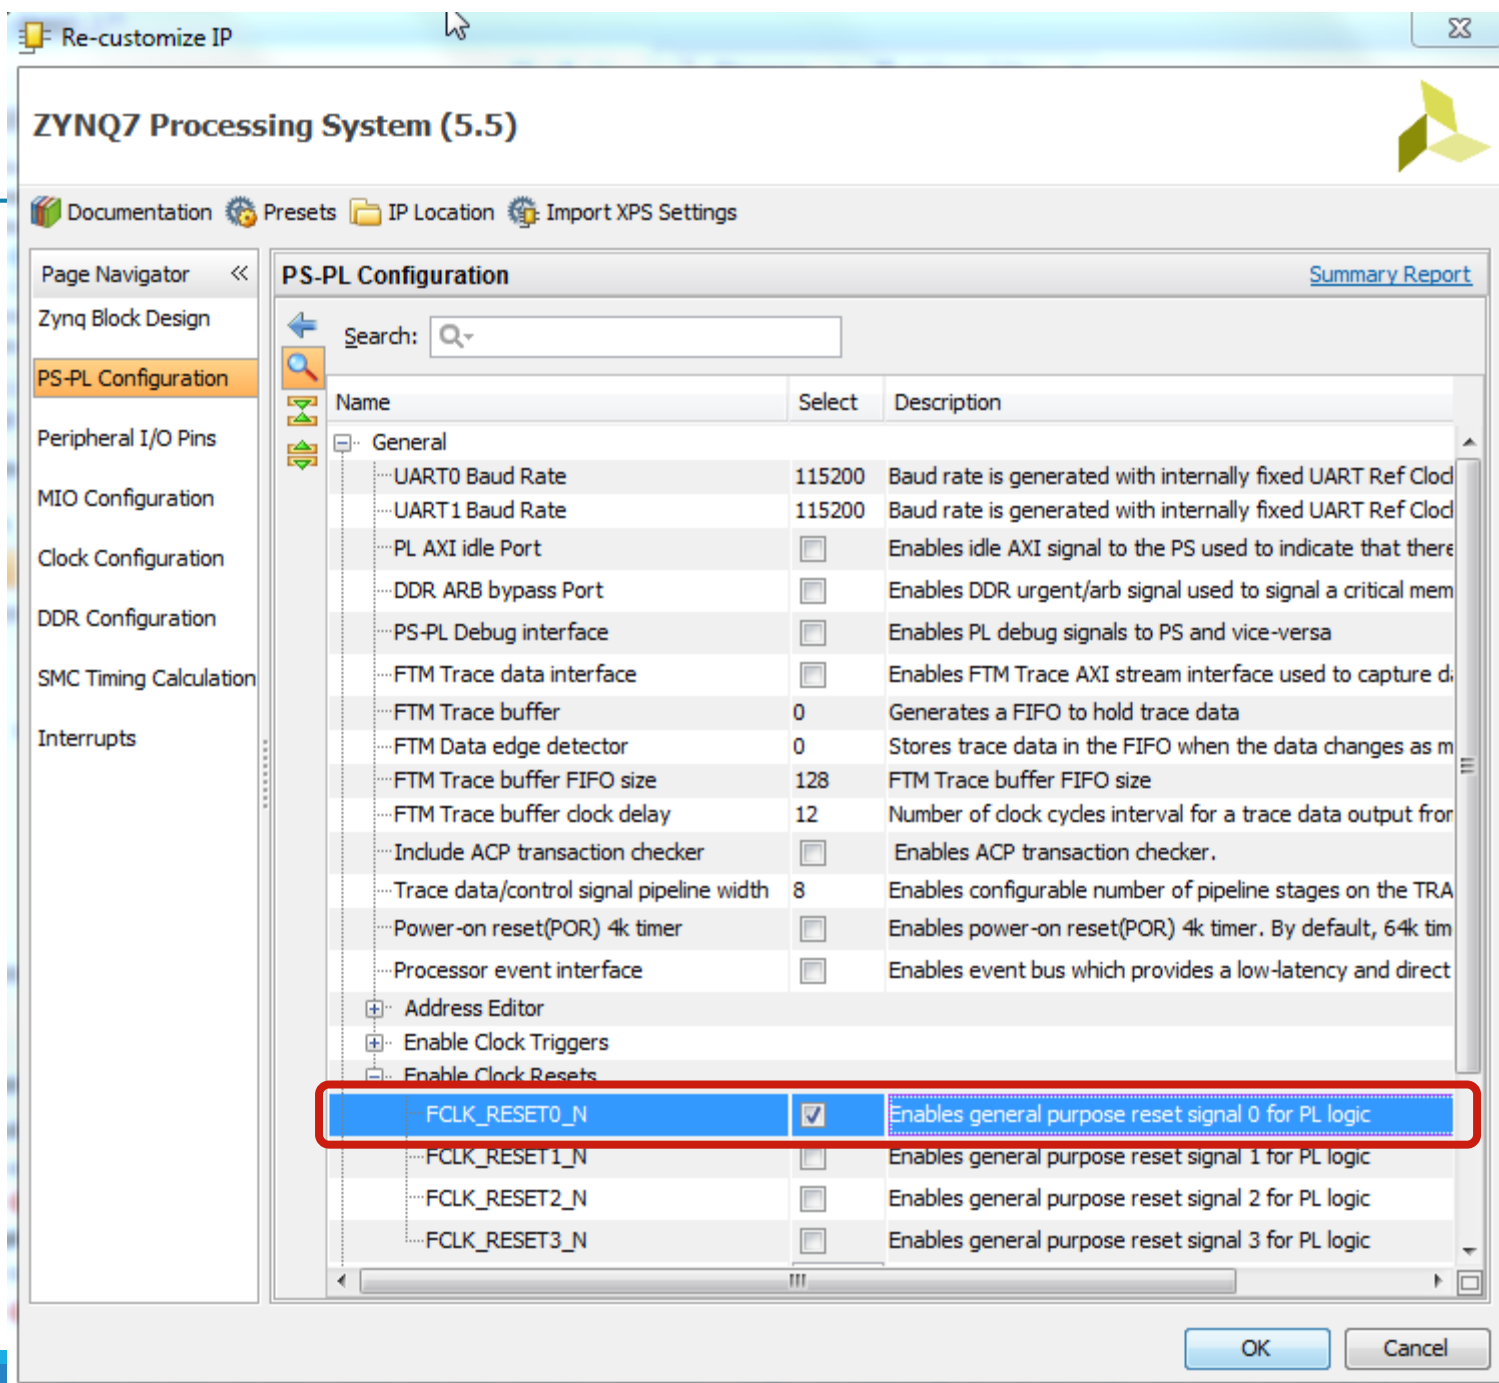 Re-customize IP
ZYNQ7 Processing System (5.5)
Documentation Presets IP Location Import XPS Settings
Page Navigator «
Zynq Block Design
PS-PL Configuration
Peripheral I/O Pins
MIO Configuration
Clock Configuration
DDR Configuration
SMC Timing Calculation
Interrupts
PS-PL Configuration Summary Report
Search:
Name Select Description
General
UART0 Baud Rate 115200 Baud rate is generated with internally fixed UART Ref Clock
UART1 Baud Rate 115200 Baud rate is generated with internally fixed UART Ref Clock
PL AXI idle Port Enables idle AXI signal to the PS used to indicate that there
DDR ARB bypass Port Enables DDR urgent/arb signal used to signal a critical mem
PS-PL Debug interface Enables PL debug signals to PS and vice-versa
FTM Trace data interface Enables FTM Trace AXI stream interface used to capture da
FTM Trace buffer 0 Generates a FIFO to hold trace data
FTM Data edge detector 0 Stores trace data in the FIFO when the data changes as m
FTM Trace buffer FIFO size 128 FTM Trace buffer FIFO size
FTM Trace buffer clock delay 12 Number of clock cycles interval for a trace data output from
Include ACP transaction checker Enables ACP transaction checker.
Trace data/control signal pipeline width 8 Enables configurable number of pipeline stages on the TRA
Power-on reset(POR) 4k timer Enables power-on reset(POR) 4k timer. By default, 64k tim
Processor event interface Enables event bus which provides a low-latency and direct
Address Editor
Enable Clock Triggers
Enable Clock Resets
FCLK_RESET0_N Enables general purpose reset signal 0 for PL logic
FCLK_RESET1_N Enables general purpose reset signal 1 for PL logic
FCLK_RESET2_N Enables general purpose reset signal 2 for PL logic
FCLK_RESET3_N Enables general purpose reset signal 3 for PL logic
OK Cancel